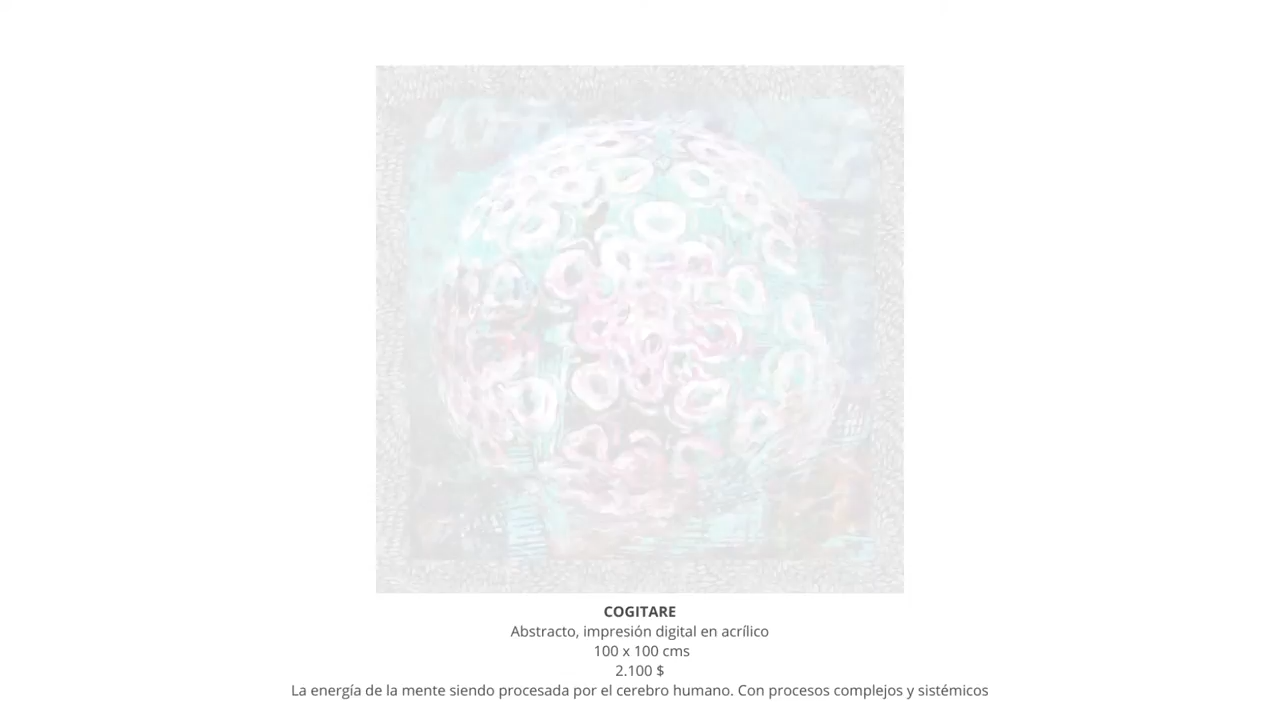 COGITARE
Abstracto, impresión digital en acrílico
100 x 100 cms
2.100 $
La energía de la mente siendo procesada por el cerebro humano. Con procesos complejos y sistémicos